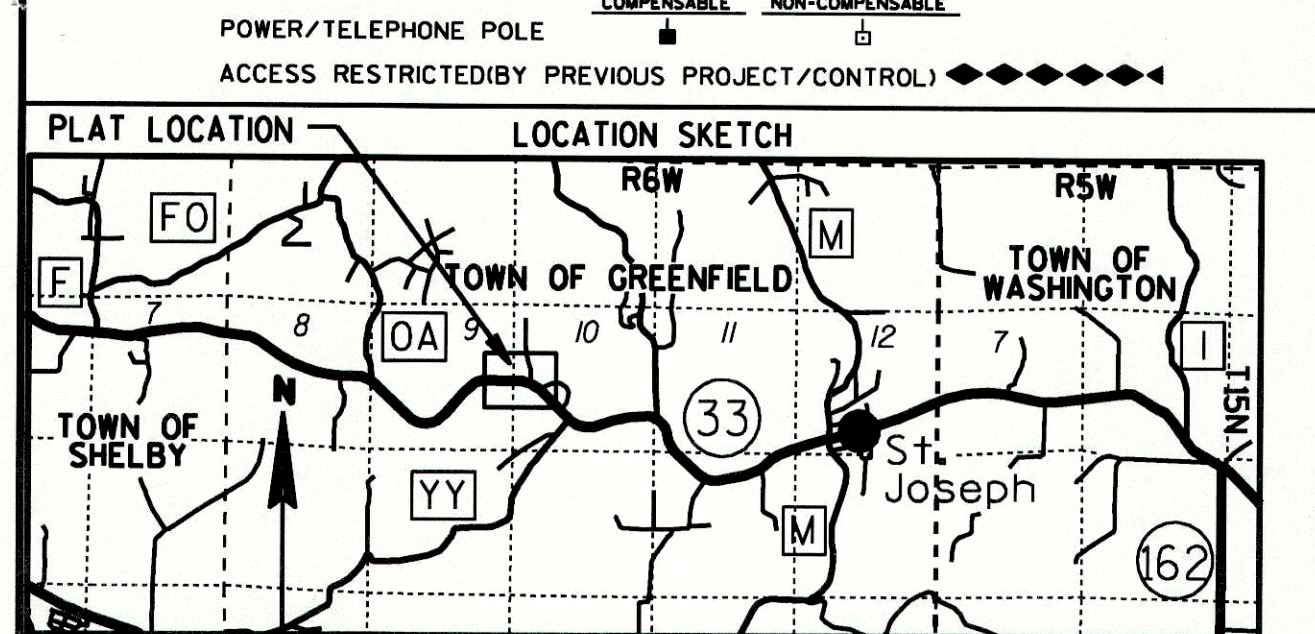 COMPENSABLE NON-COMPENSABLE
POWER/TELEPHONE POLE
ACCESS RESTRICTED(BY PREVIOUS PROJECT/CONTROL)
PLAT LOCATION
LOCATION SKETCH
R6W
R5W
FO
M
F
TOWN OF GREENFIELD
TOWN OF
WASHINGTON
7
8
OA
9
10
11
12
7
I
N
T15N
33
TOWN OF
SHELBY
St.
Joseph
YY
M
162